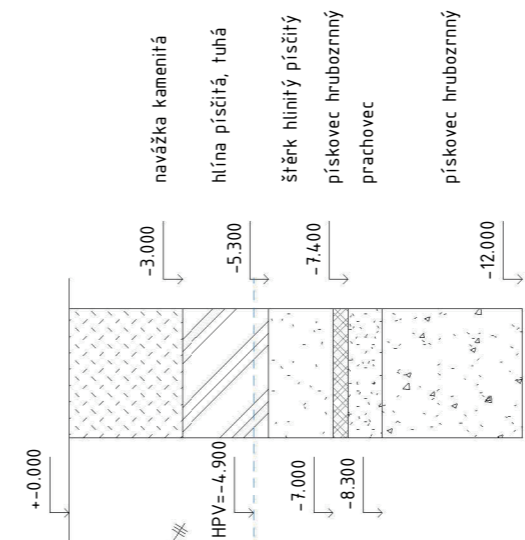 +-0.000
-3.000
HPV=-4.900
-5.300
-7.000
-7.400
-8.300
-12.000
navážka kamenitá
hlína písčitá, tuhá
štěrk hlinitý písčitý
pískovec hrubozrnný
prachovec
pískovec hrubozrnný